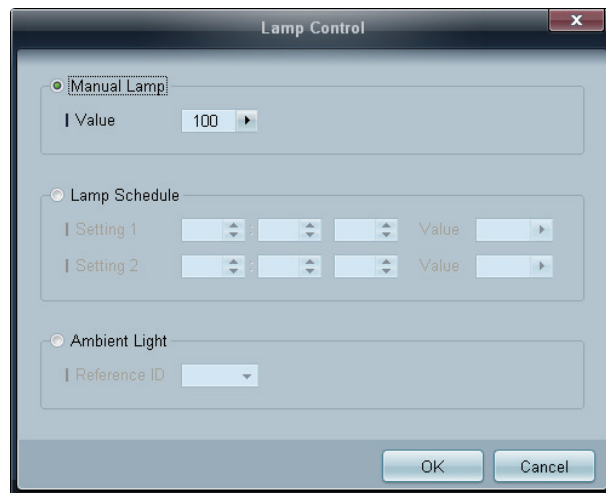 Lamp Control
Manual Lamp
Value 100
Lamp Schedule
Setting 1 : Value
Setting 2 : Value
Ambient Light
Reference ID
OK Cancel